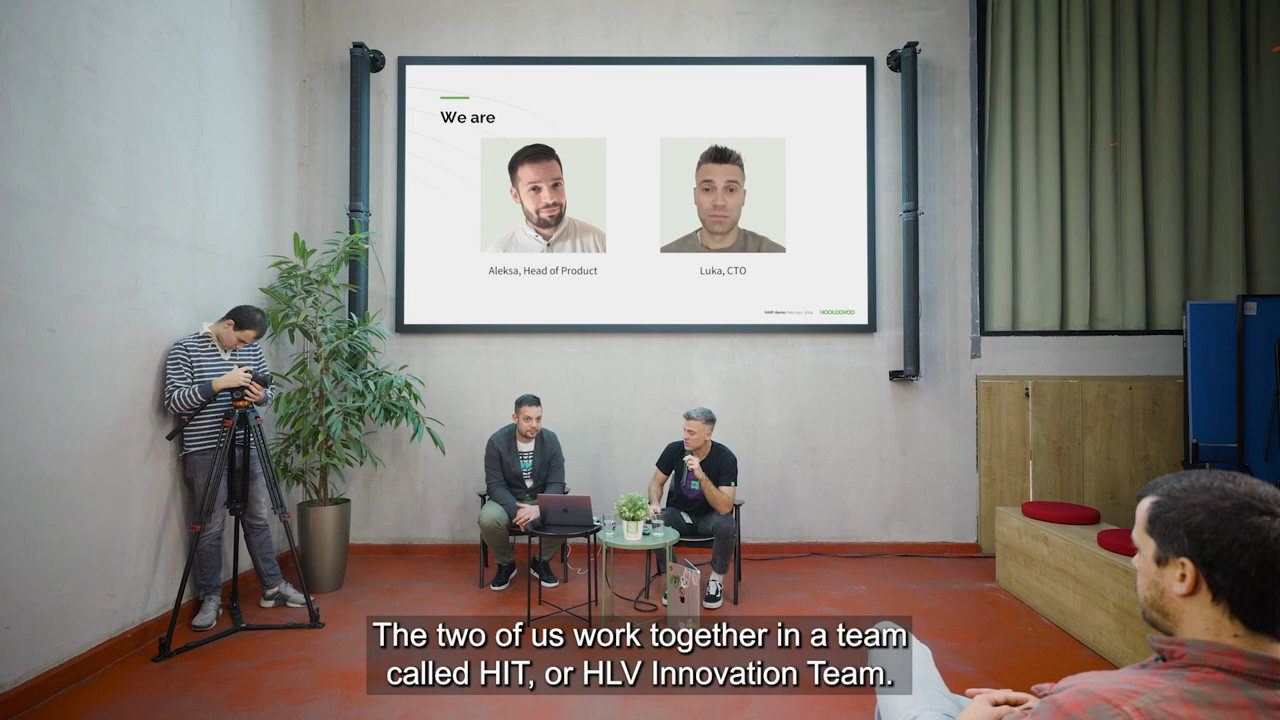 We are
Aleksa, Head of Product
Luka, CTO
HOOLOOVOO
The two of us work together in a team
called HIT, or HLV Innovation Team.